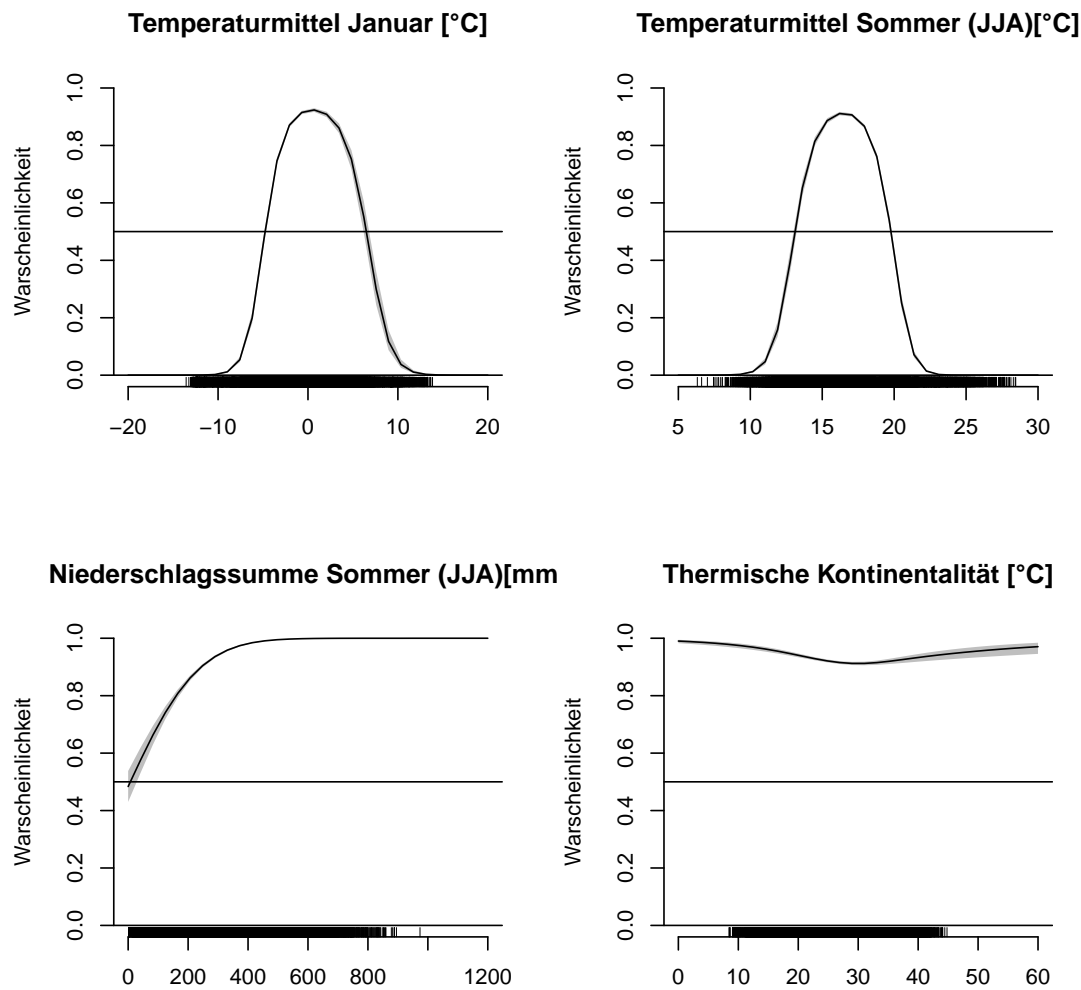 Temperaturmittel Januar [°C]
Warscheinlichkeit
0.0 0.2 0.4 0.6 0.8 1.0
−20 −10 0 10 20
Temperaturmittel Sommer (JJA)[°C]
Warscheinlichkeit
0.0 0.2 0.4 0.6 0.8 1.0
5 10 15 20 25 30
Niederschlagssumme Sommer (JJA)[mm
Warscheinlichkeit
0.0 0.2 0.4 0.6 0.8 1.0
0 200 400 600 800 1200
Thermische Kontinentalität [°C]
Warscheinlichkeit
0.0 0.2 0.4 0.6 0.8 1.0
0 10 20 30 40 50 60